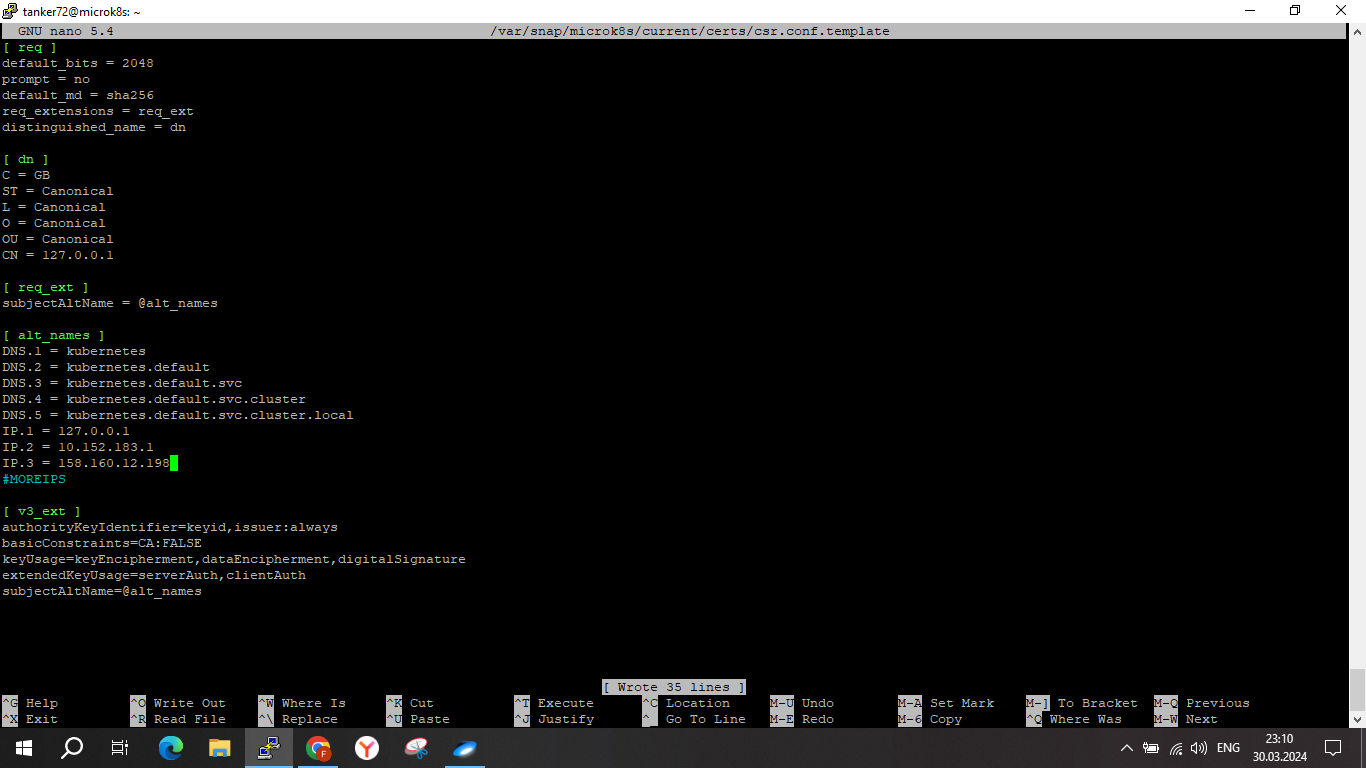 tanker72@microk8s: ~
GNU nano 5.4 /var/snap/microk8s/current/certs/csr.conf.template
[ req ]
default_bits = 2048
prompt = no
default_md = sha256
req_extensions = req_ext
distinguished_name = dn
[ dn ]
C = GB
ST = Canonical
L = Canonical
O = Canonical
OU = Canonical
CN = 127.0.0.1
[ req_ext ]
subjectAltName = @alt_names
[ alt_names ]
DNS.1 = kubernetes
DNS.2 = kubernetes.default
DNS.3 = kubernetes.default.svc
DNS.4 = kubernetes.default.svc.cluster
DNS.5 = kubernetes.default.svc.cluster.local
IP.1 = 127.0.0.1
IP.2 = 10.152.183.1
IP.3 = 158.160.12.198
#MOREIPS
[ v3_ext ]
authorityKeyIdentifier=keyid,issuer:always
basicConstraints=CA:FALSE
keyUsage=keyEncipherment,dataEncipherment,digitalSignature
extendedKeyUsage=serverAuth,clientAuth
subjectAltName=@alt_names
[ Wrote 35 lines ]
^G Help ^O Write Out ^W Where Is ^K Cut ^T Execute ^C Location M-U Undo M-A Set Mark M-] To Bracket M-Q Previous
^X Exit ^R Read File ^\ Replace ^U Paste ^J Justify ^_ Go To Line M-E Redo M-6 Copy ^Q Where Was M-W Next
ENG
23:10
30.03.2024